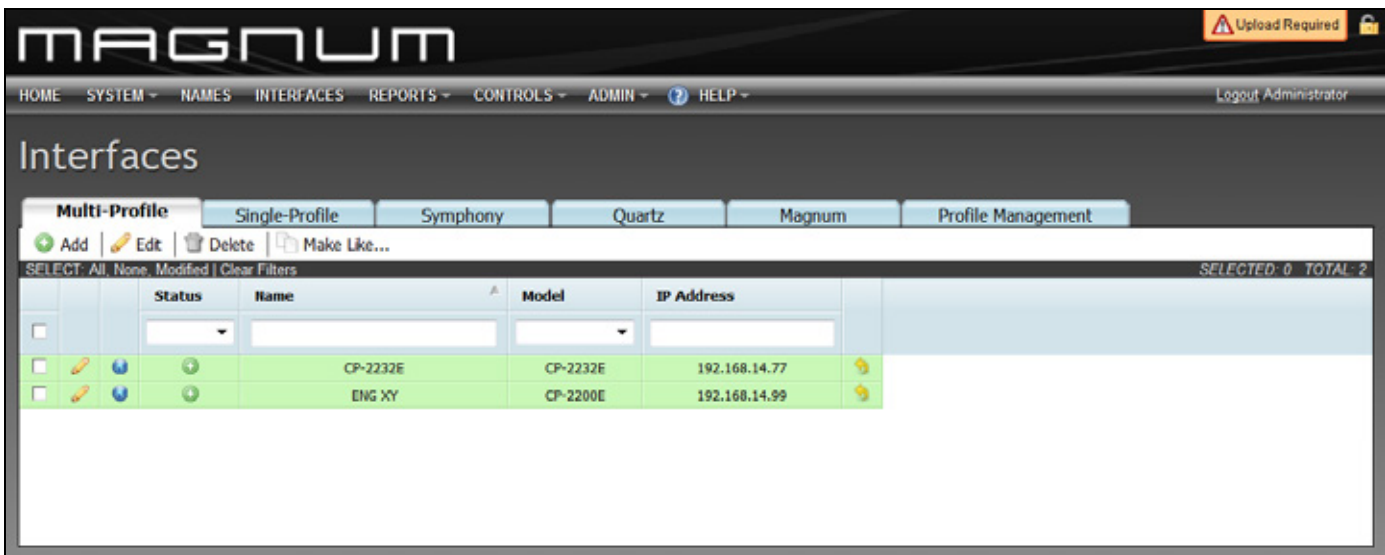 MAGNUM
Upload Required
HOME SYSTEM NAMES INTERFACES REPORTS CONTROLS ADMIN ? HELP Logout Administrator
Interfaces
Multi-Profile Single-Profile Symphony Quartz Magnum Profile Management
Add Edit Delete Make Like...
SELECT: All, None, Modified | Clear Filters SELECTED: 0 TOTAL: 2
Status Name Model IP Address
CP-2232E CP-2232E 192.168.14.77
ENG XY CP-2200E 192.168.14.99